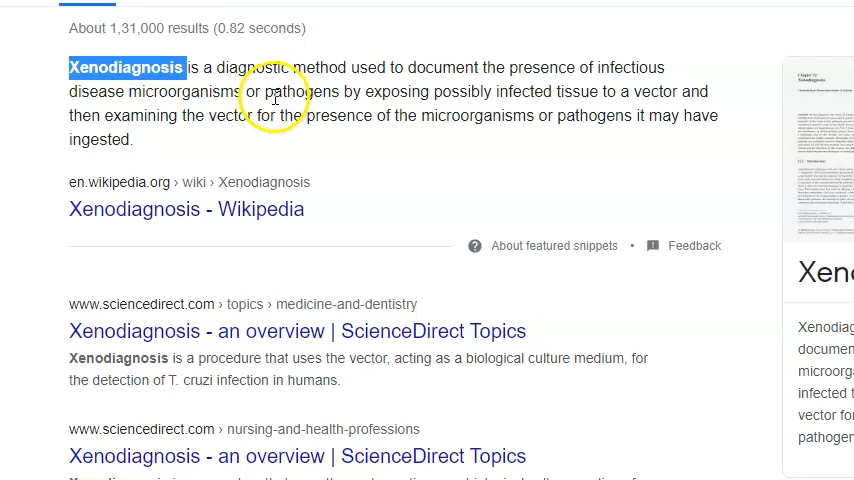 About 1,31,000 results (0.82 seconds)
Xenodiagnosis is a diagnostic method used to document the presence of infectious
disease microorganisms or pathogens by exposing possibly infected tissue to a vector and
then examining the vector for the presence of the microorganisms or pathogens it may have
ingested.
en.wikipedia.org › wiki › Xenodiagnosis
Xenodiagnosis - Wikipedia
About featured snippets • Feedback
www.sciencedirect.com › topics › medicine-and-dentistry
Xenodiagnosis - an overview | ScienceDirect Topics
Xenodiagnosis is a procedure that uses the vector, acting as a biological culture medium, for
the detection of T. cruzi infection in humans.
www.sciencedirect.com › nursing-and-health-professions
Xenodiagnosis - an overview | ScienceDirect Topics
Xen
Xenodiag
documen
microorg
infected t
vector fo
pathogen